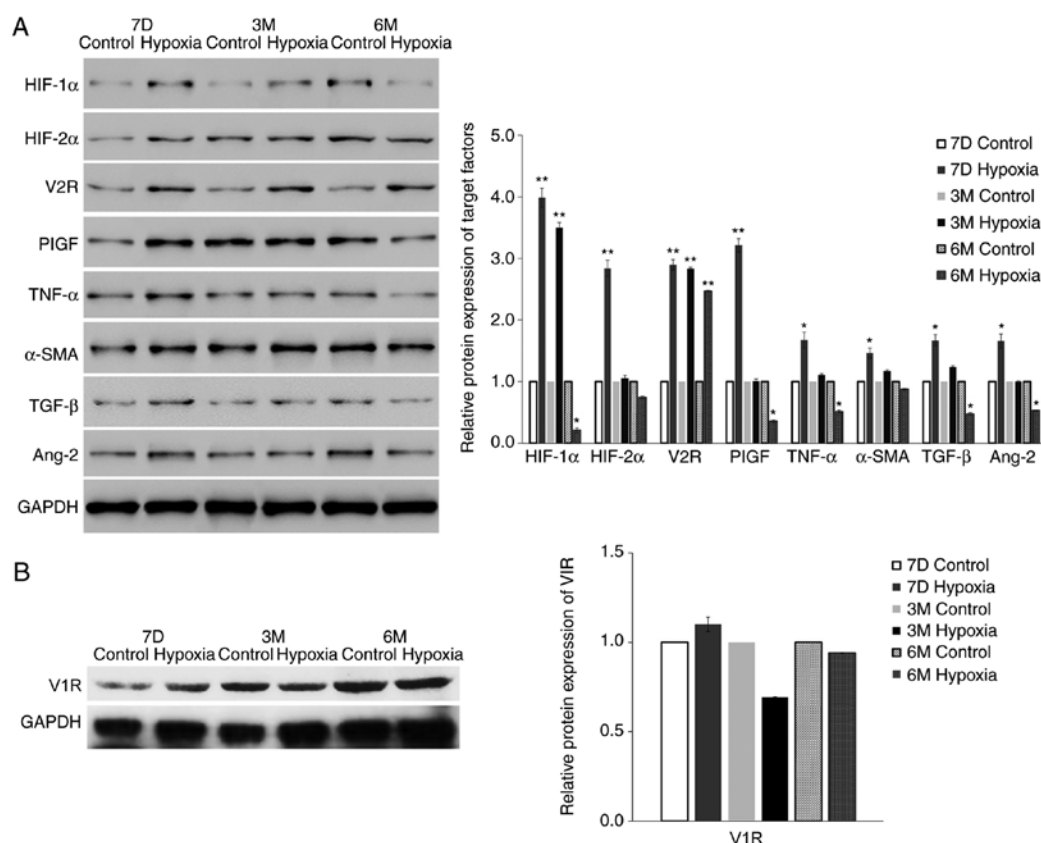 A
7D 3M 6M
Control Hypoxia Control Hypoxia Control Hypoxia
HIF-1α
HIF-2α
V2R
PIGF
TNF-α
α-SMA
TGF-β
Ang-2
GAPDH
Relative protein expression of target factors
5.0
4.0
3.0
2.0
1.0
0.0
** ** ** ** ** ** ** * * * * * * * *
HIF-1α HIF-2α V2R PIGF TNF-α α-SMA TGF-β Ang-2
7D Control
7D Hypoxia
3M Control
3M Hypoxia
6M Control
6M Hypoxia
B
7D 3M 6M
Control Hypoxia Control Hypoxia Control Hypoxia
V1R
GAPDH
Relative protein expression of VIR
1.5
1.0
0.5
0.0
V1R
7D Control
7D Hypoxia
3M Control
3M Hypoxia
6M Control
6M Hypoxia